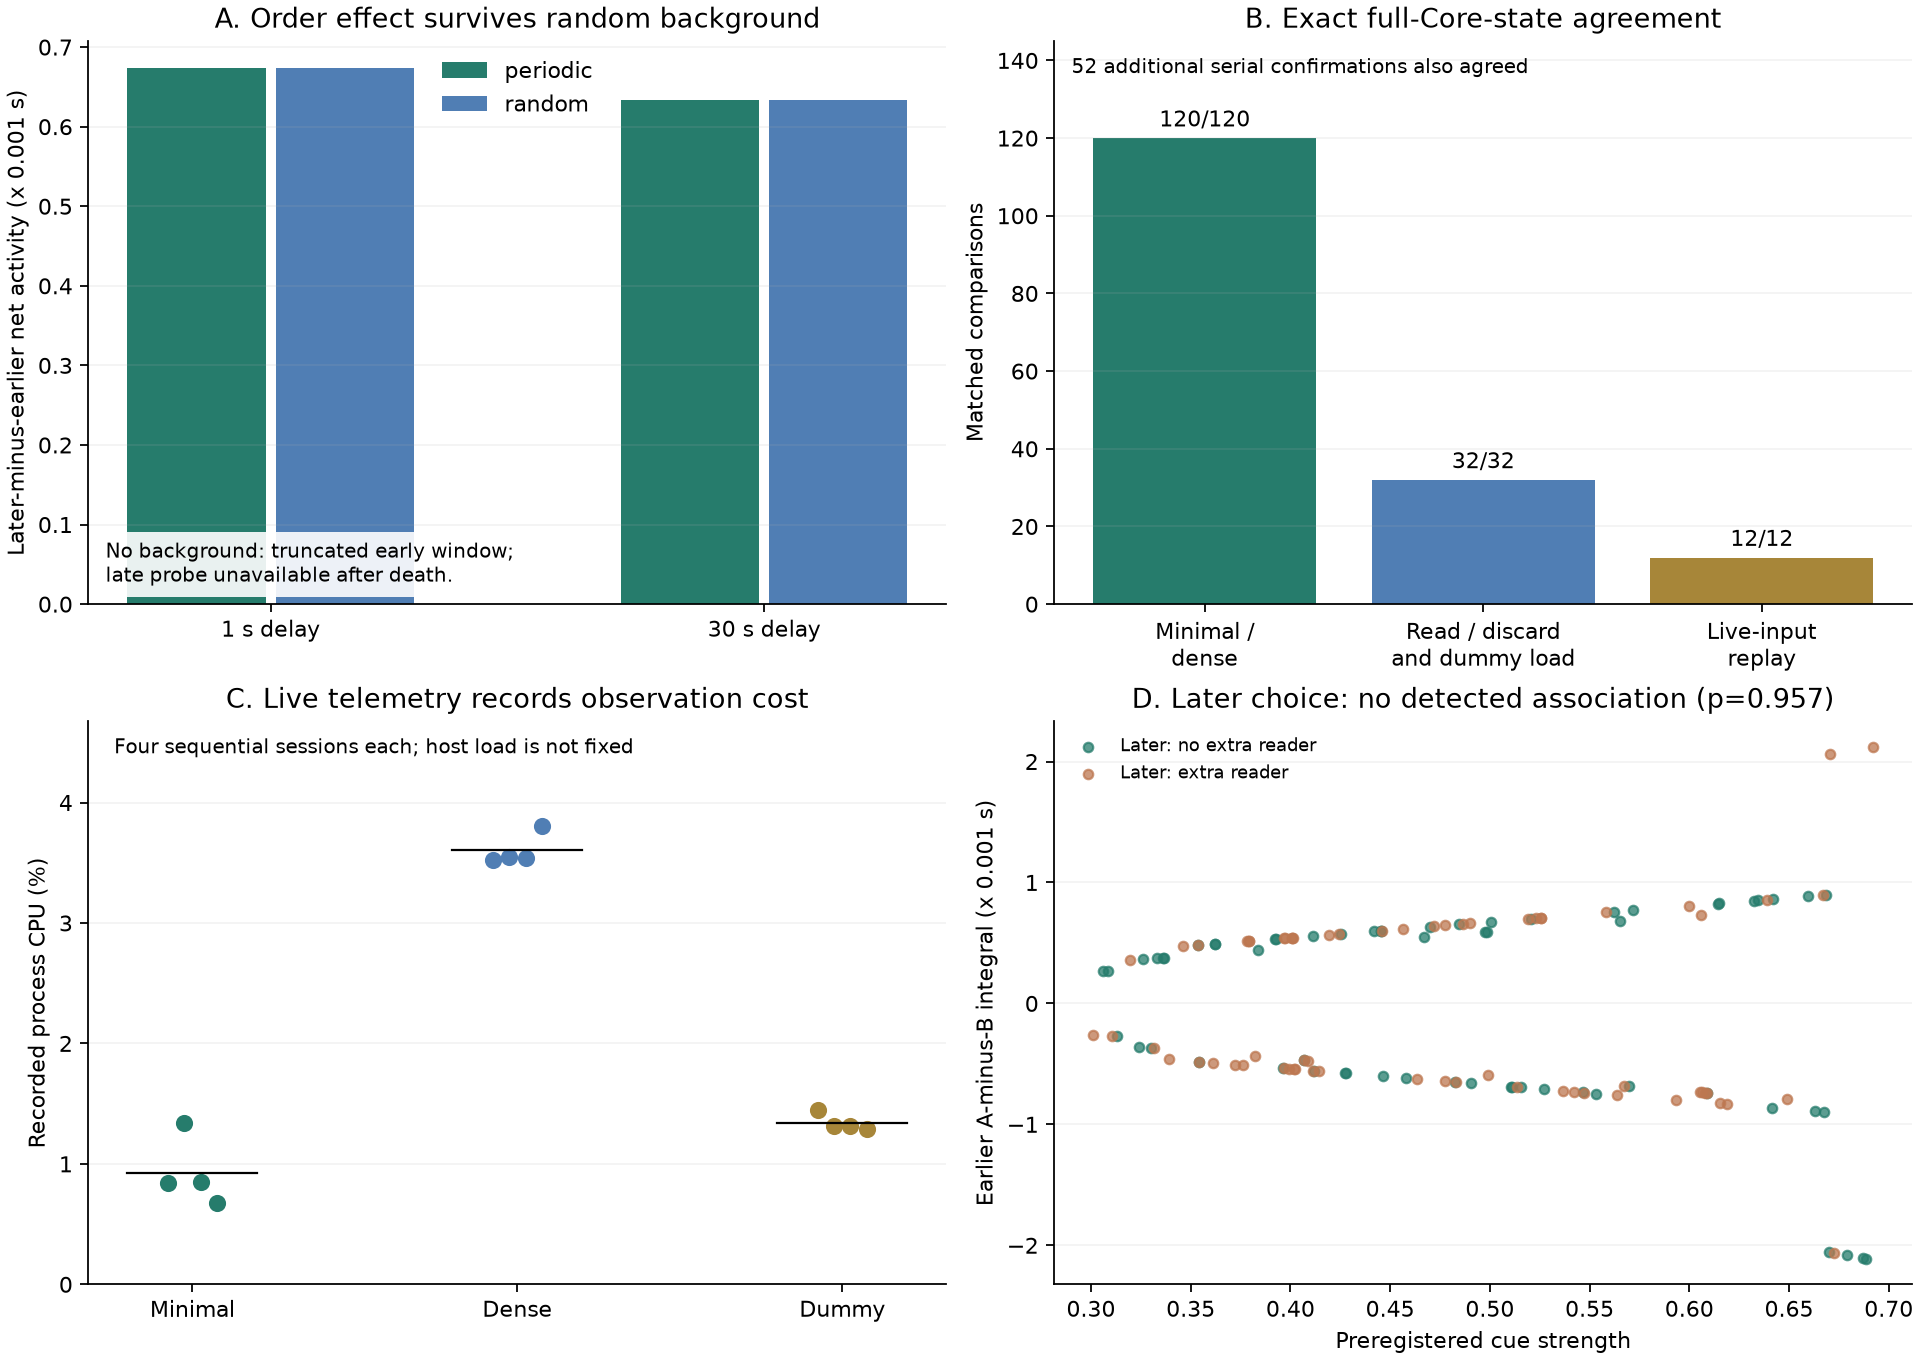 A. Order effect survives random background
Later-minus-earlier net activity (x 0.001 s)
0.7
0.6
0.5
0.4
0.3
0.2
0.1
0.0
periodic
random
No background: truncated early window;
late probe unavailable after death.
1 s delay
30 s delay
B. Exact full-Core-state agreement
Matched comparisons
140
120
100
80
60
40
20
0
52 additional serial confirmations also agreed
120/120
32/32
12/12
Minimal /
dense
Read / discard
and dummy load
Live-input
replay
C. Live telemetry records observation cost
Recorded process CPU (%)
4
3
2
1
0
Four sequential sessions each; host load is not fixed
Minimal
Dense
Dummy
D. Later choice: no detected association (p=0.957)
Earlier A-minus-B integral (x 0.001 s)
2
1
0
−1
−2
Later: no extra reader
Later: extra reader
0.30
0.35
0.40
0.45
0.50
0.55
0.60
0.65
0.70
Preregistered cue strength